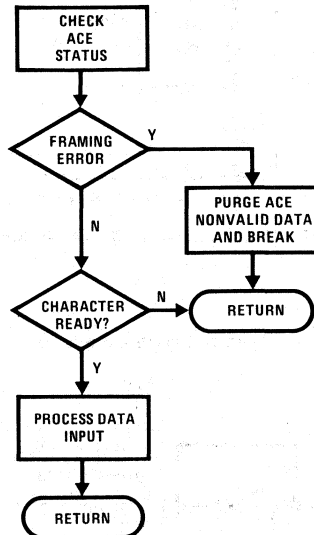 CHECK
ACE
STATUS
FRAMING
ERROR
Y
N
PURGE ACE
NONVALID DATA
AND BREAK
CHARACTER
READY?
N
RETURN
Y
PROCESS DATA
INPUT
RETURN